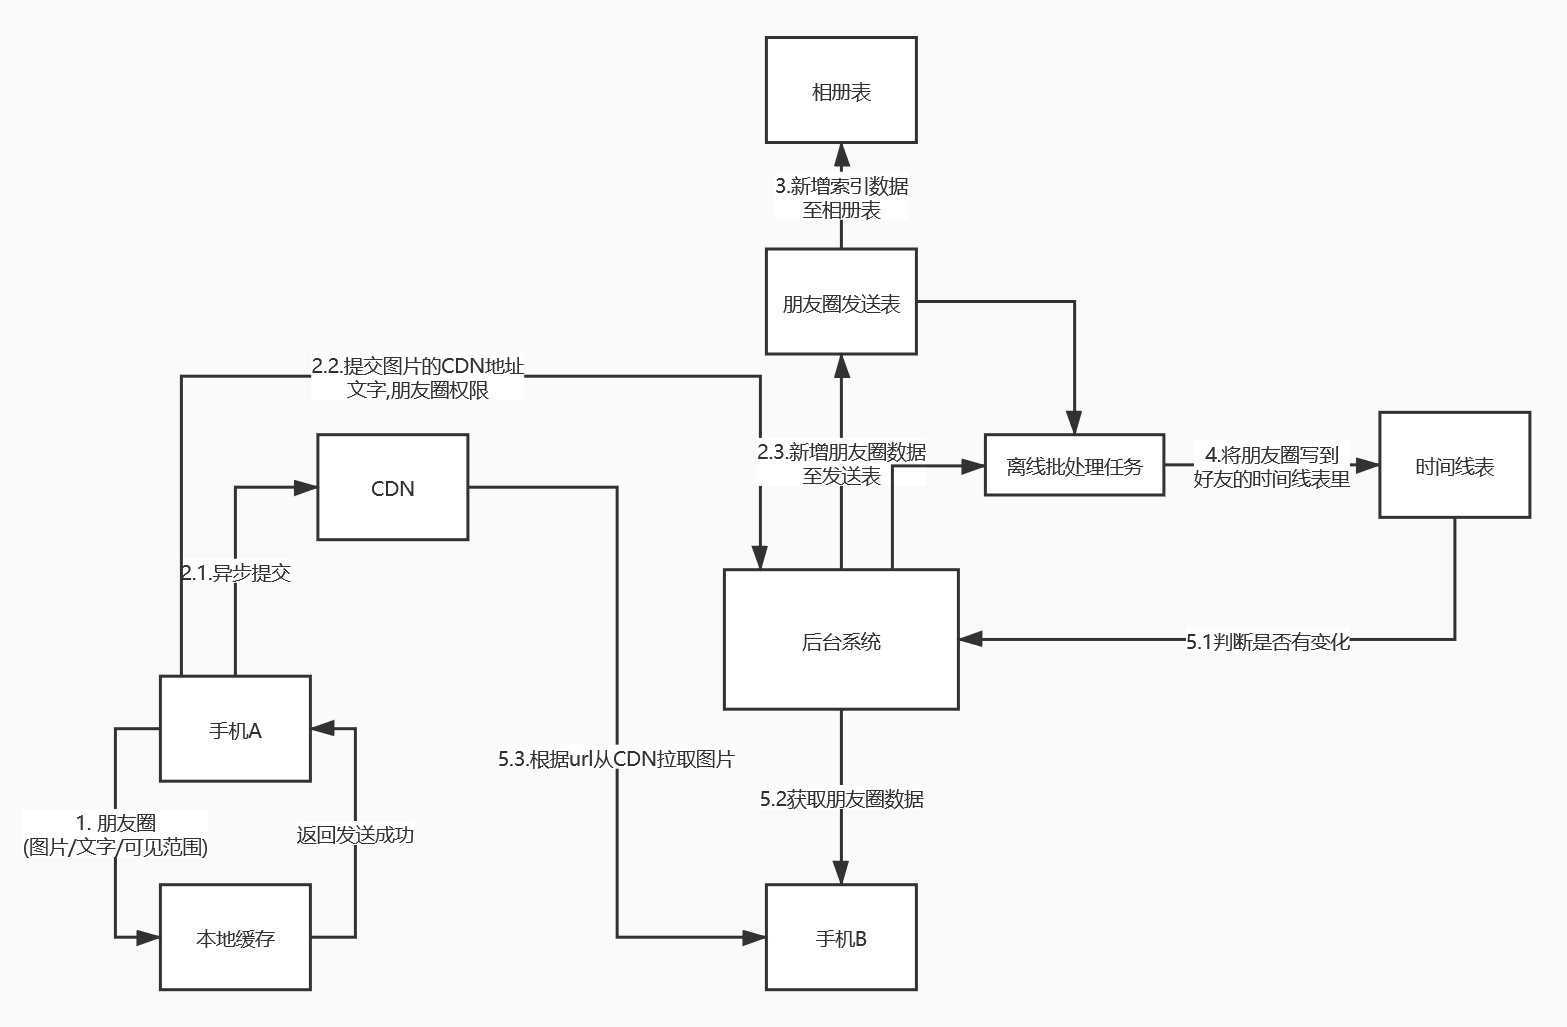 相册表
3.新增索引数据
至相册表
朋友圈发送表
2.2.提交图片的CDN地址
文字,朋友圈权限
2.3.新增朋友圈数据
至发送表
离线批处理任务
4.将朋友圈写到
好友的时间线表里
时间线表
CDN
2.1.异步提交
后台系统
5.1判断是否有变化
手机A
5.3.根据url从CDN拉取图片
5.2获取朋友圈数据
1. 朋友圈
(图片/文字/可见范围)
返回发送成功
本地缓存
手机B